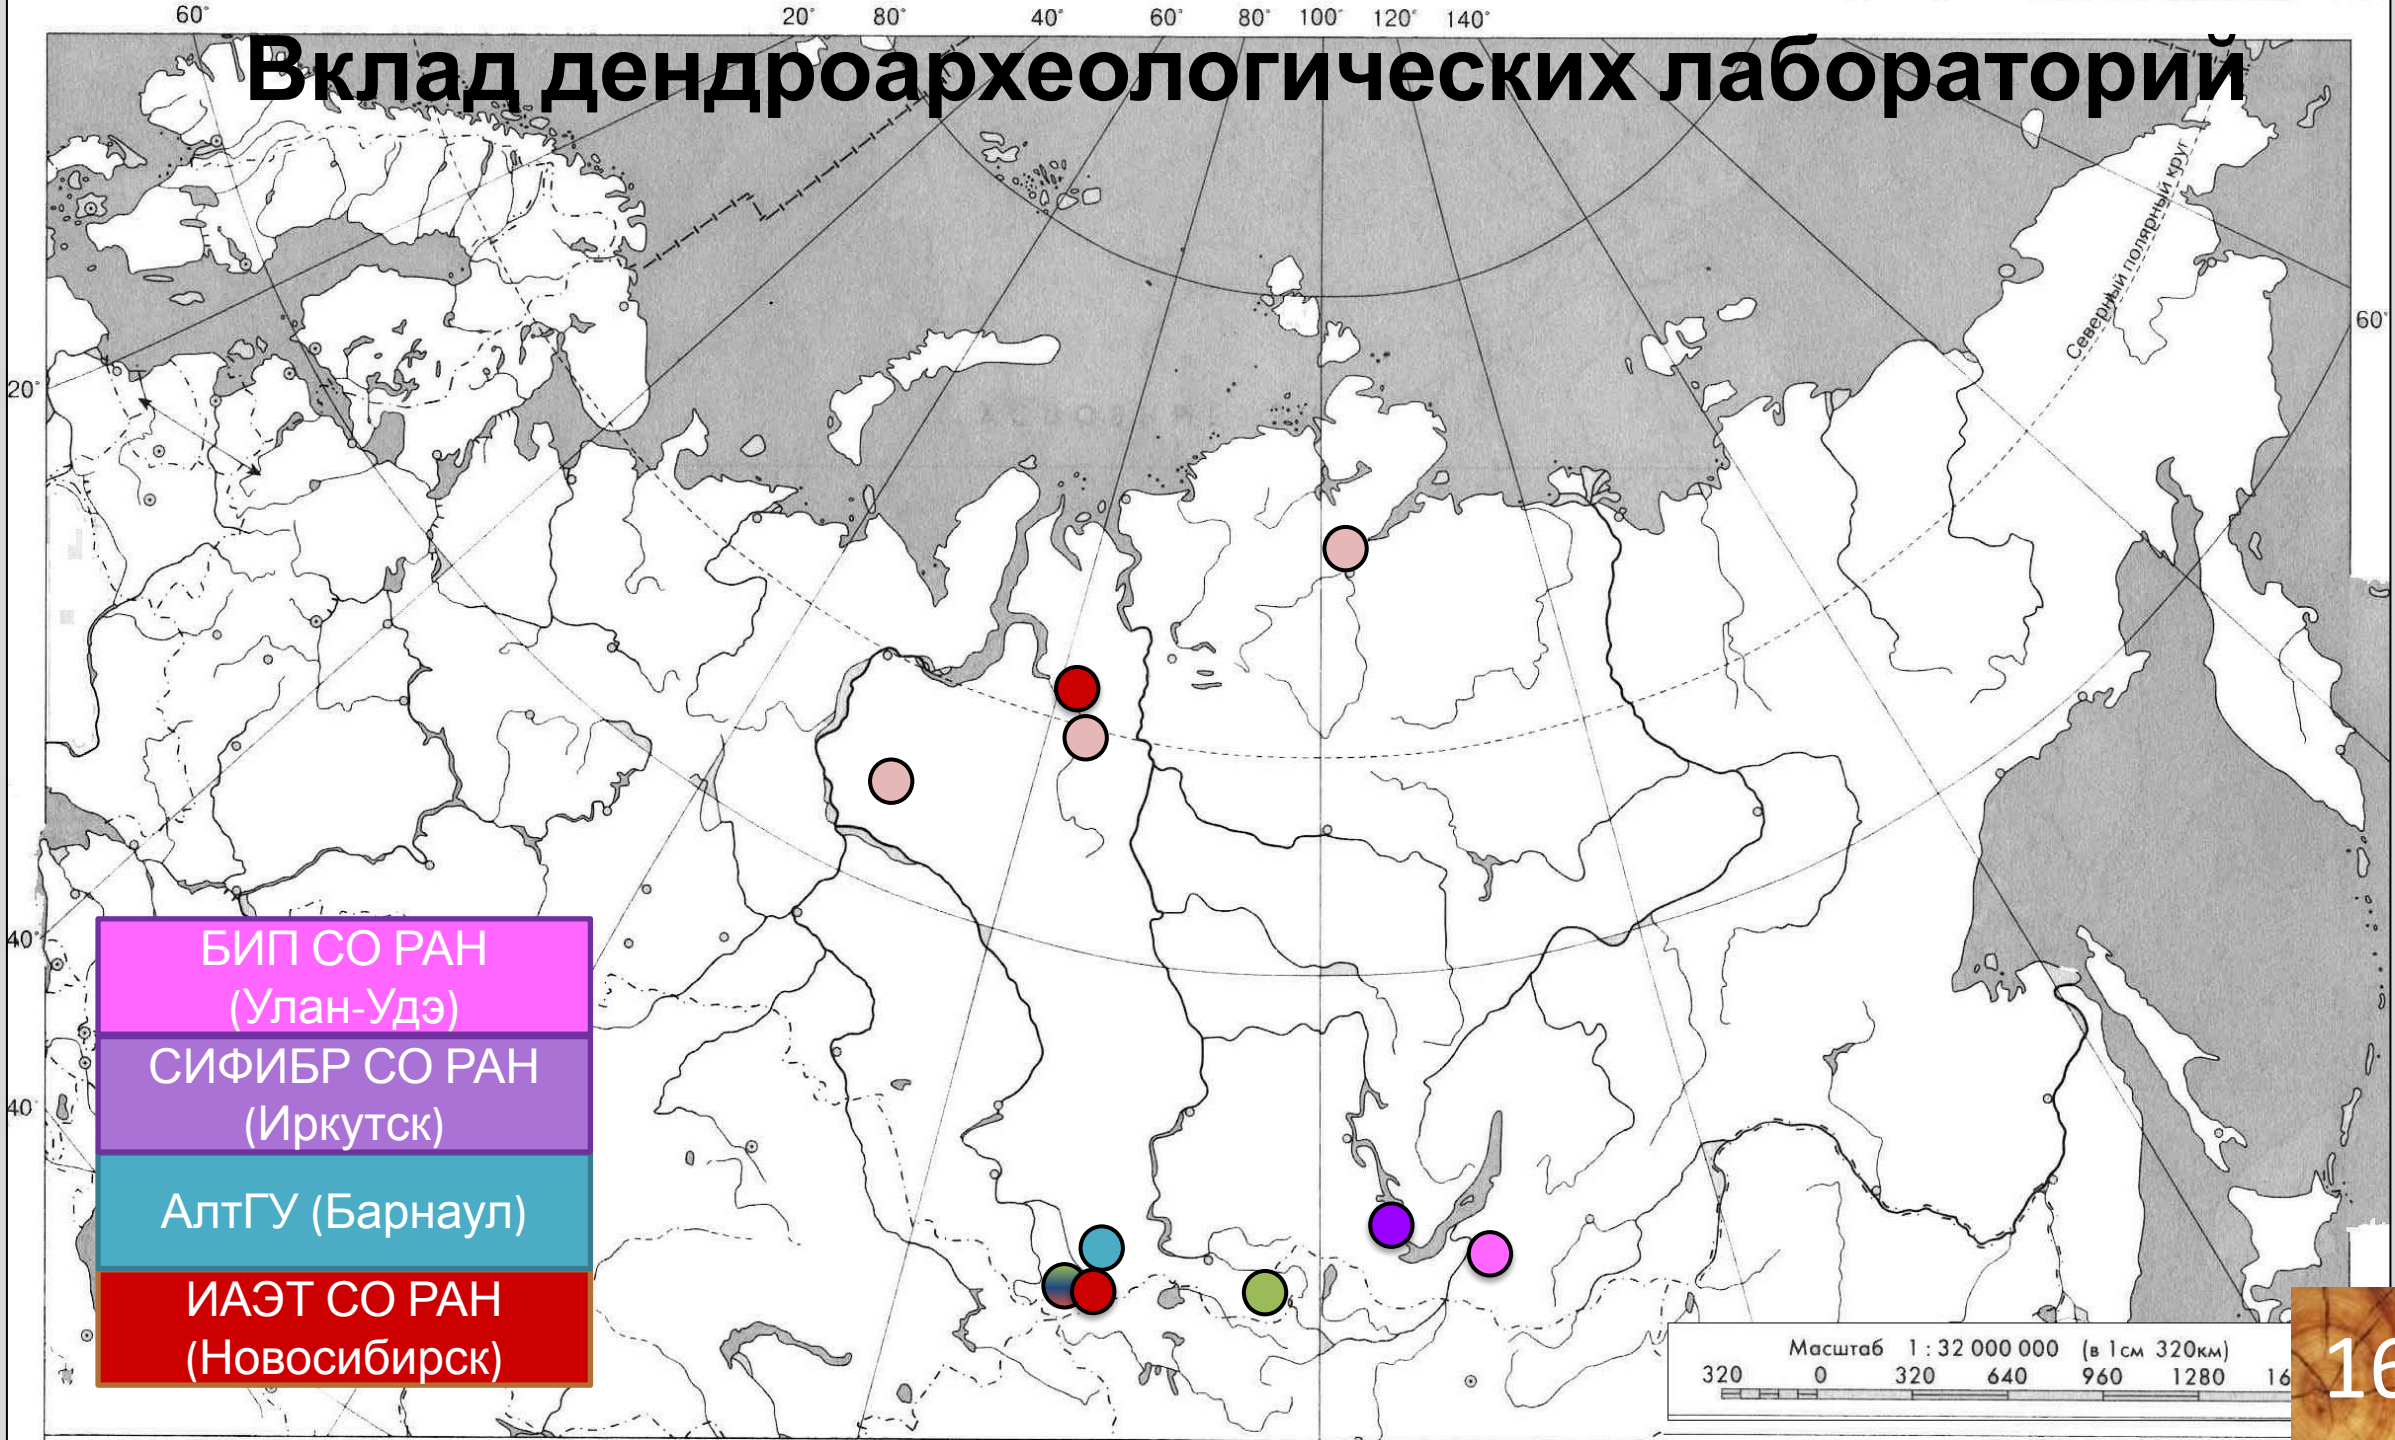 60° 20° 80° 40° 60° 80° 100° 120° 140°
Вклад дендроархеологических лабораторий
Северный полярный круг
60°
20°
40°
40°
БИП СО РАН
(Улан-Удэ)
СИФИБР СО РАН
(Иркутск)
АлтГУ (Барнаул)
ИАЭТ СО РАН
(Новосибирск)
Масштаб 1 : 32 000 000 (в 1см 320км)
320 0 320 640 960 1280 16
16